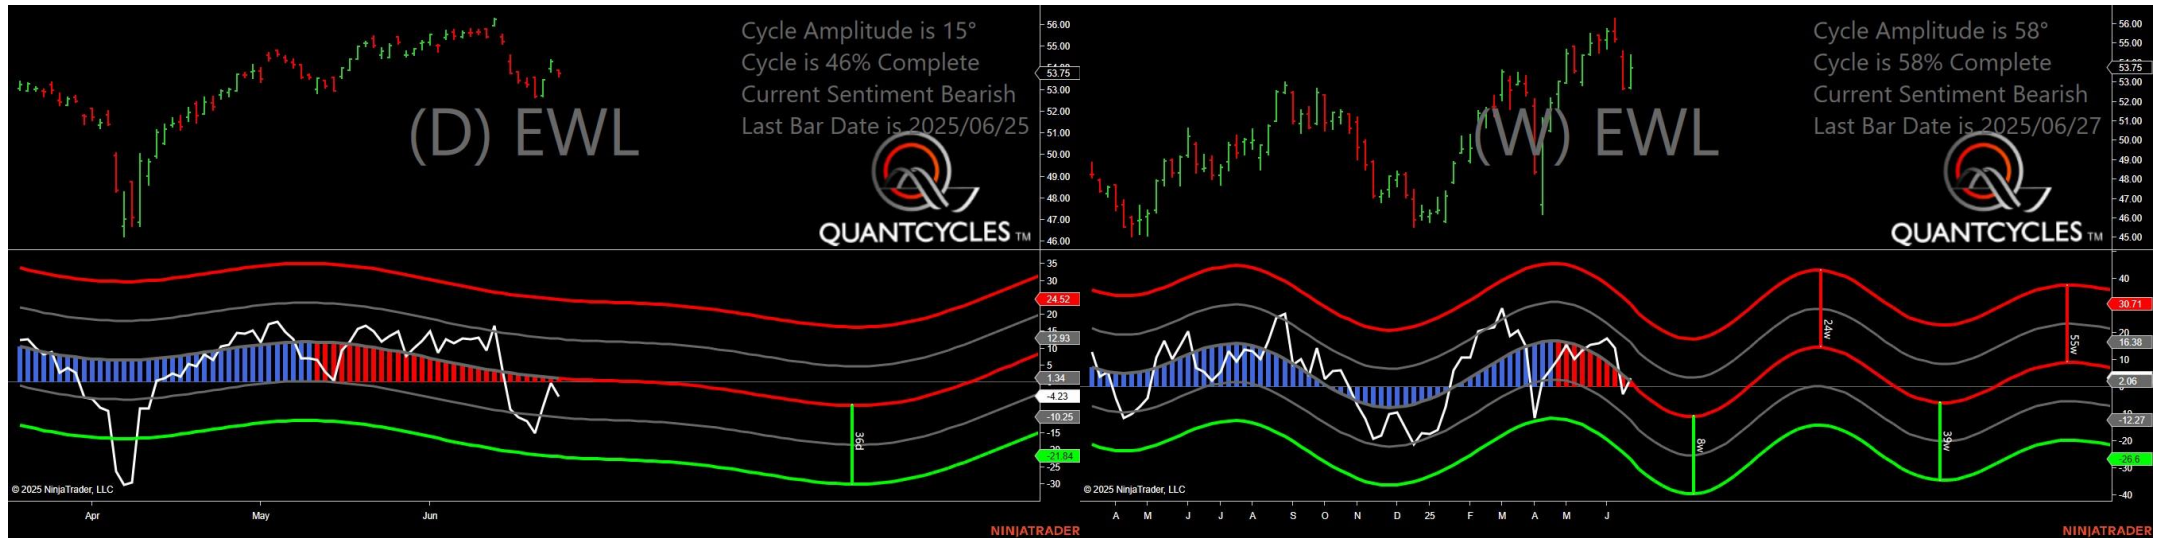 Cycle Amplitude is 15°
Cycle is 46% Complete
Current Sentiment Bearish
Last Bar Date is 2025/06/25
(D) EWL
QUANTCYCLES TM
56.00
55.00
53.75
53.00
52.00
51.00
50.00
49.00
48.00
47.00
46.00
35
30
24.52
20
12.93
10
5
1.34
-4.23
-10.25
-15
-21.84
-25
-30
36d
© 2025 NinjaTrader, LLC
Apr
May
Jun
NINJATRADER
Cycle Amplitude is 58°
Cycle is 58% Complete
Current Sentiment Bearish
Last Bar Date is 2025/06/27
(W) EWL
QUANTCYCLES TM
56.00
55.00
53.75
53.00
52.00
51.00
50.00
49.00
48.00
47.00
46.00
45.00
40
30.71
20
16.38
10
2.06
-12.27
-20
-26.6
-30
-40
24w
55w
8w
39w
© 2025 NinjaTrader, LLC
A M J J A S O N D 25 F M A M J
NINJATRADER